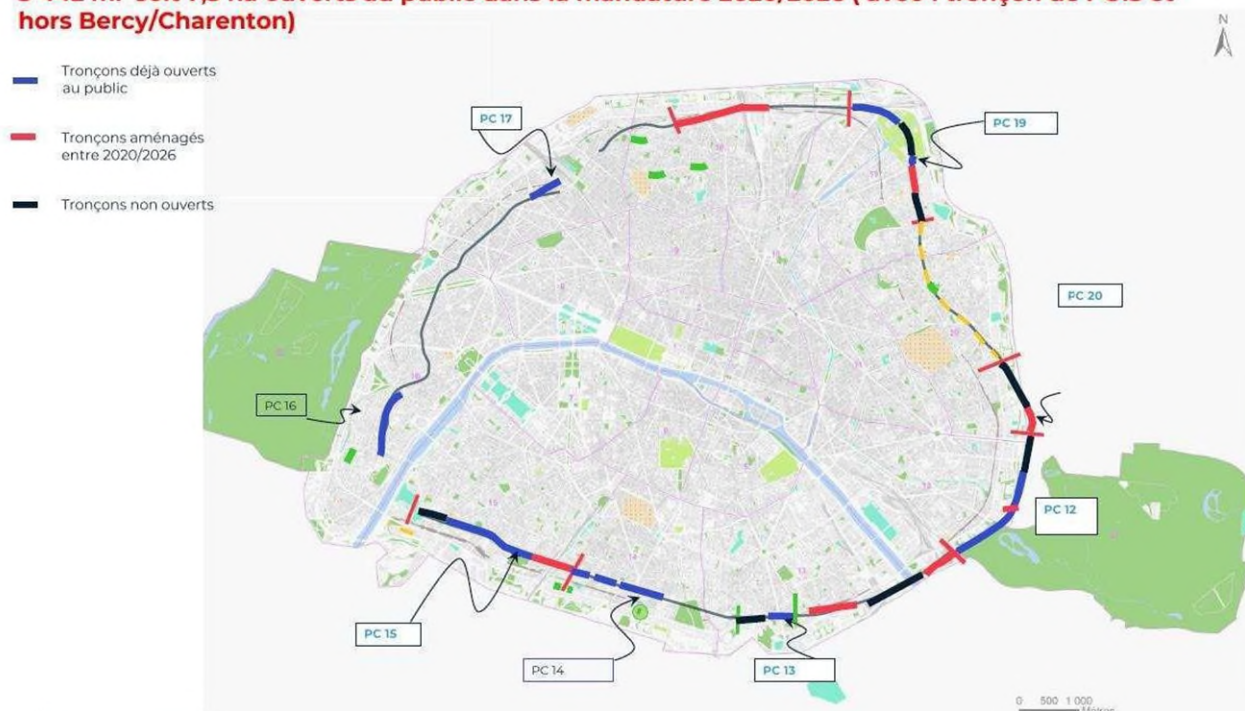 hors Bercy/Charenton)
Tronçons déjà ouverts
au public
Tronçons aménagés
entre 2020/2026
Tronçons non ouverts
N
PC 17
PC 19
PC 20
PC 16
PC 12
PC 15
PC 14
PC 13
0 500 1 000
Mètres